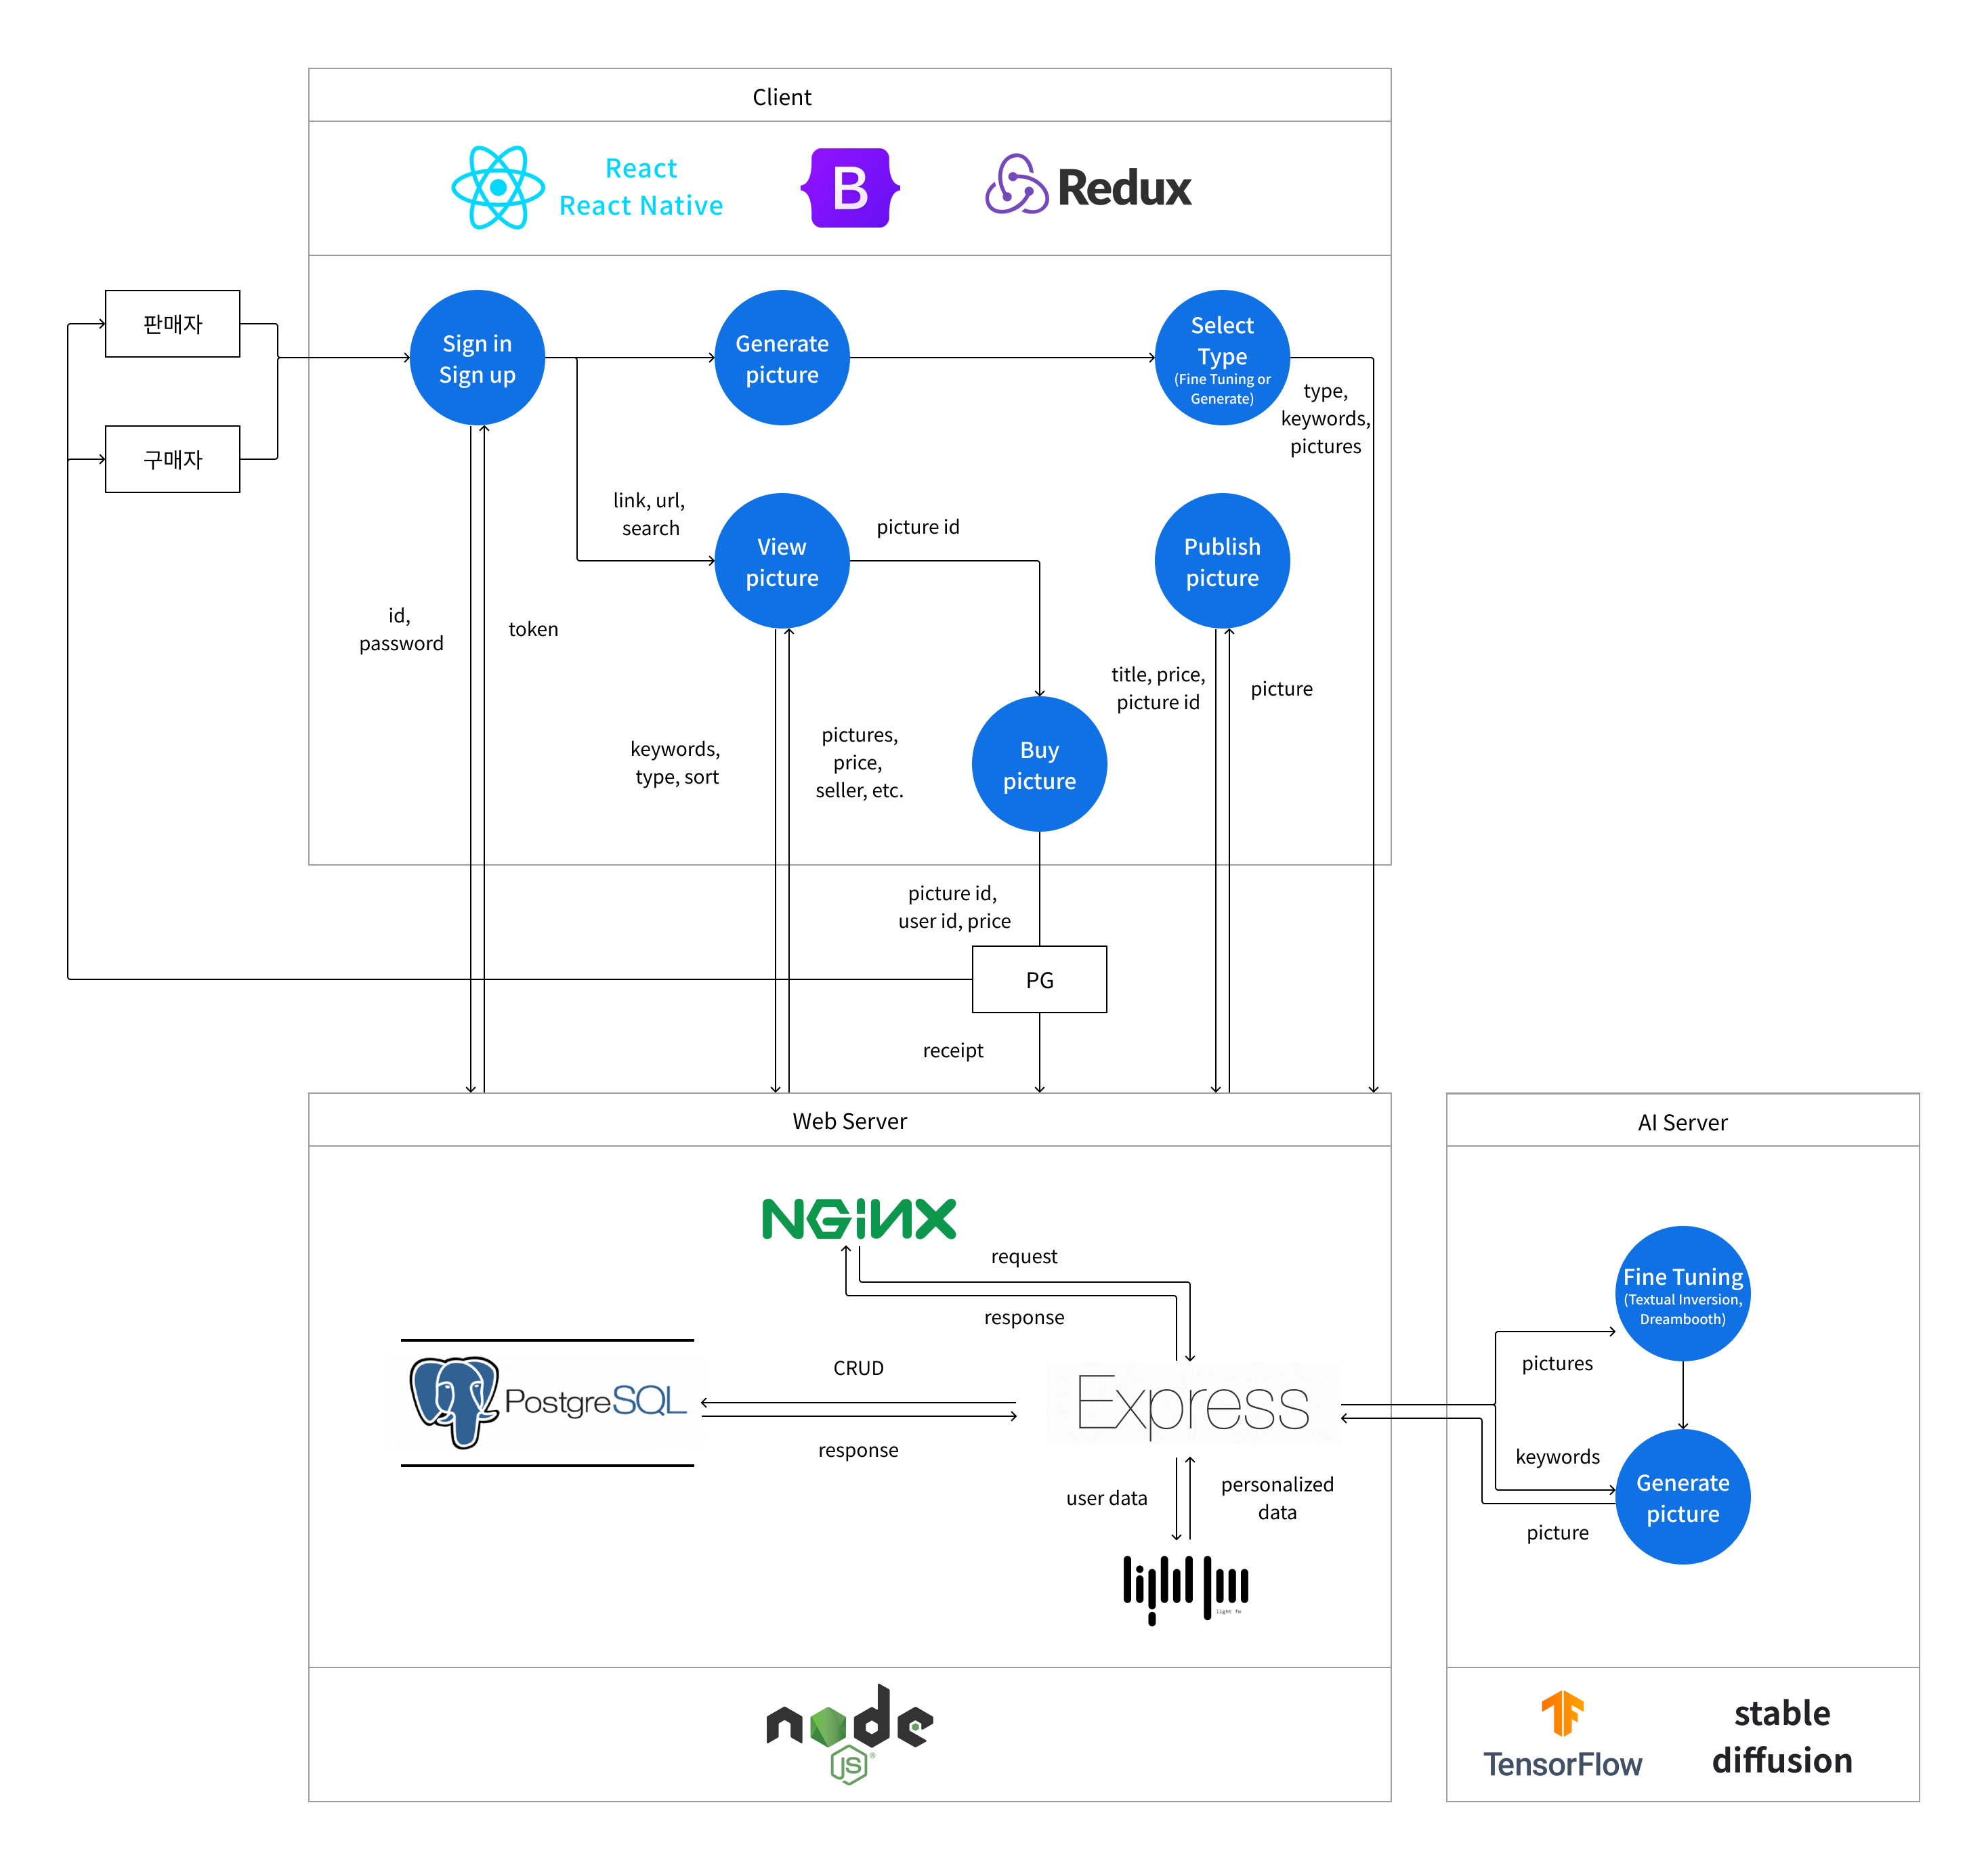 Client
React
React Native
B
Redux
판매자
구매자
Sign in
Sign up
Generate
picture
Select
Type
(Fine Tuning or
Generate)
type,
keywords,
pictures
link, url,
search
View
picture
picture id
Publish
picture
id,
password
token
title, price,
picture id
picture
keywords,
type, sort
pictures,
price,
seller, etc.
Buy
picture
picture id,
user id, price
PG
receipt
Web Server
NGINX
request
response
PostgreSQL
CRUD
response
Express
user data
personalized
data
light fm
light fm
node
JS
®
AI Server
Fine Tuning
(Textual Inversion,
Dreambooth)
pictures
keywords
Generate
picture
picture
TensorFlow
stable
diffusion